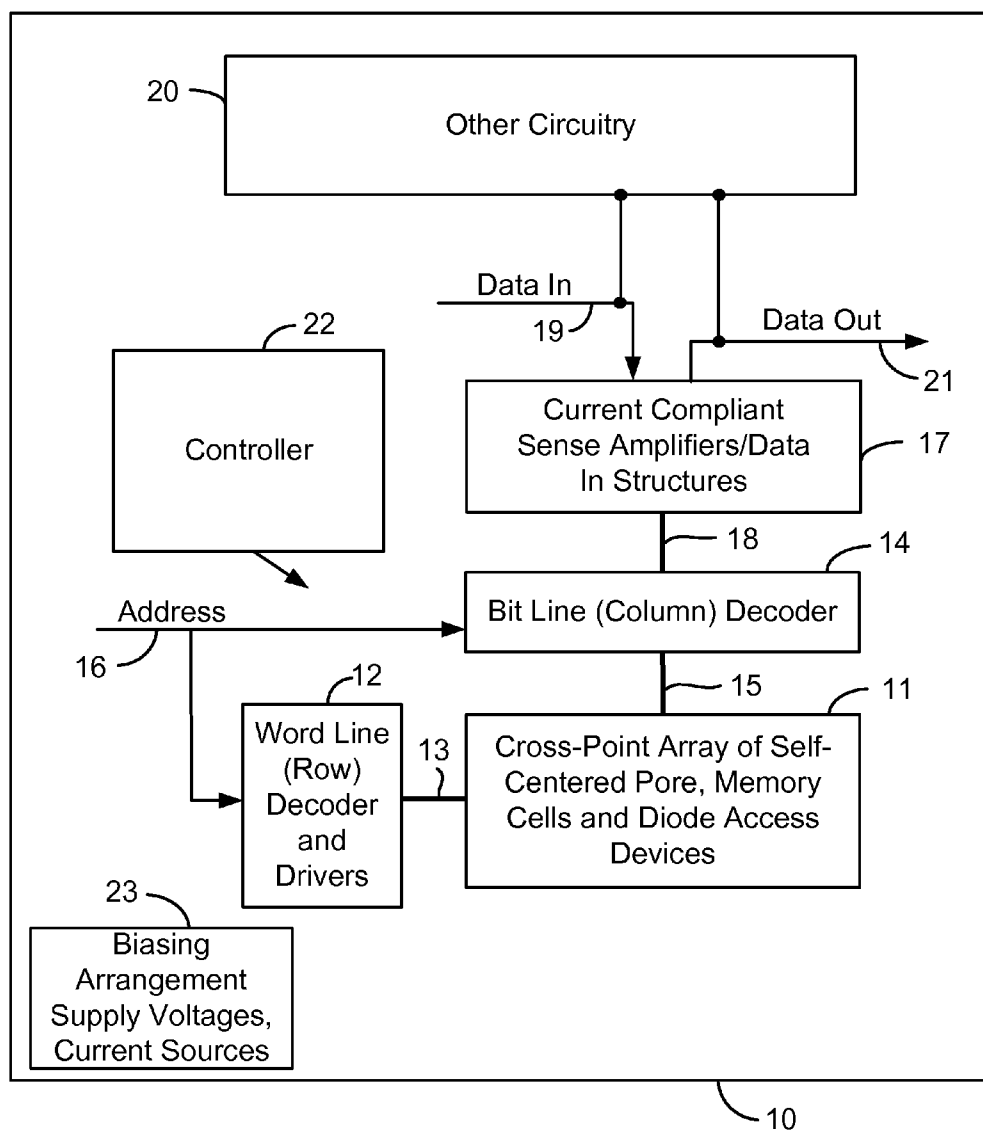 20
Other Circuitry
Data In
19
Data Out
21
22
Controller
Current Compliant
Sense Amplifiers/Data
In Structures
17
18
14
Bit Line (Column) Decoder
Address
16
15
12
Word Line
(Row)
Decoder
and
Drivers
13
11
Cross-Point Array of Self-
Centered Pore, Memory
Cells and Diode Access
Devices
23
Biasing
Arrangement
Supply Voltages,
Current Sources
10